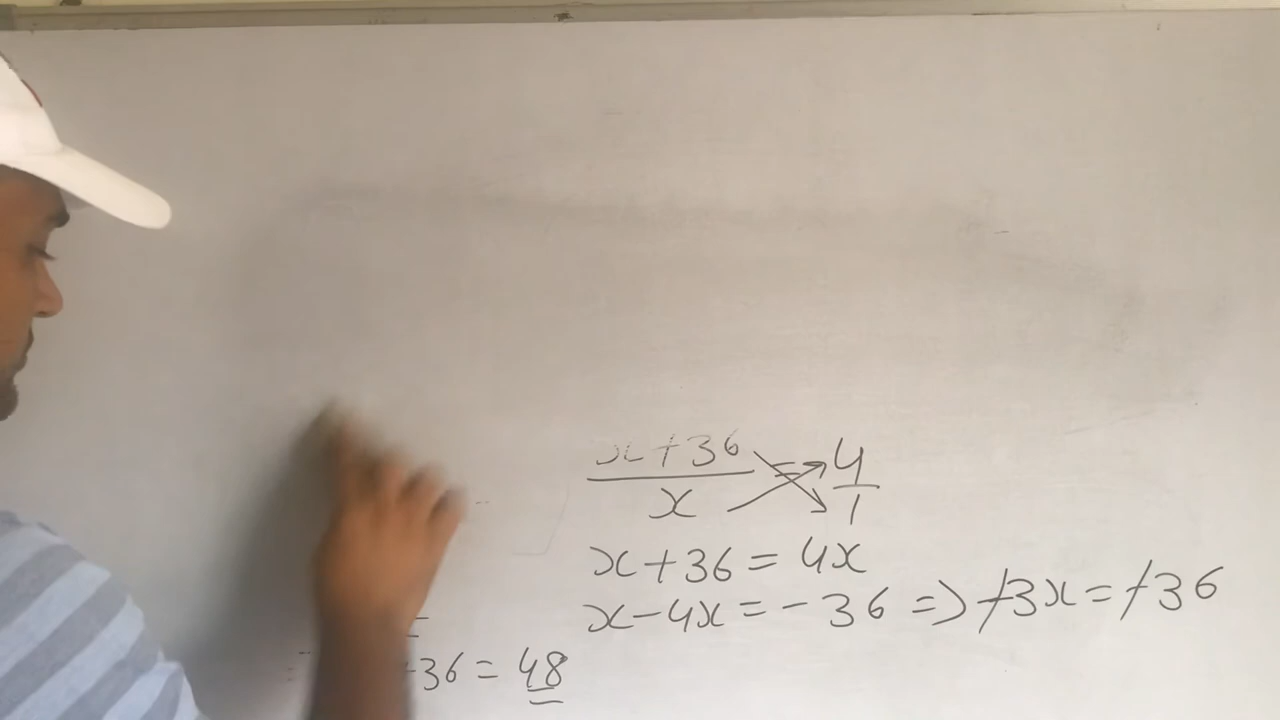 x+36 = 4
x 1
x+36=4x
x-4x=-36 => -3x=-36
+36=48